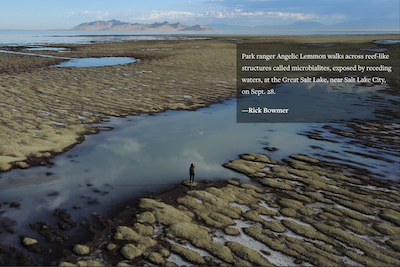 Park ranger Angelic Lemmon walks across reef-like
structures called microbialites, exposed by receding
waters, at the Great Salt Lake, near Salt Lake City,
on Sept. 28.
—Rick Bowmer